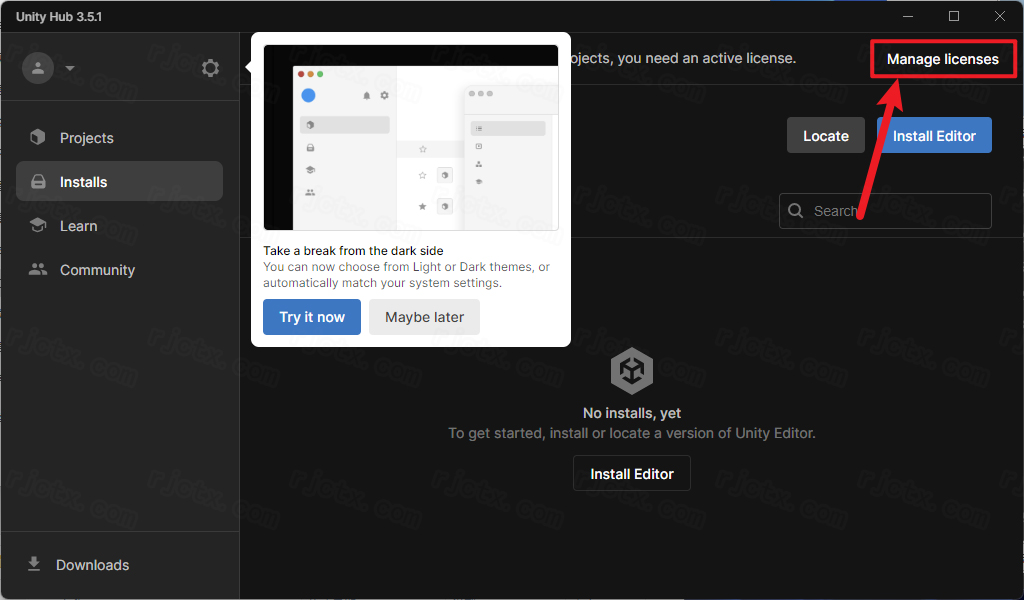 Unity Hub 3.5.1
ojects, you need an active license.
Manage licenses
Projects
Installs
Learn
Community
Downloads
Take a break from the dark side
You can now choose from Light or Dark themes, or
automatically match your system settings.
Try it now
Maybe later
Locate
Install Editor
Search
No installs, yet
To get started, install or locate a version of Unity Editor.
Install Editor